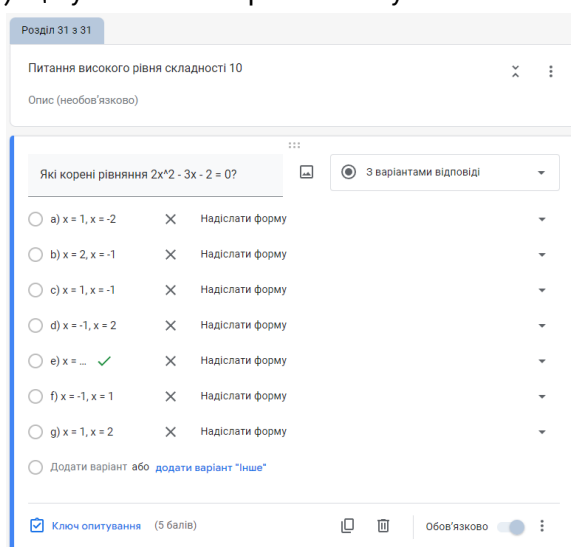 Розділ 31 з 31
Питання високого рівня складності 10
Опис (необов'язково)
Які корені рівняння 2x^2 - 3x - 2 = 0?
З варіантами відповіді
a) x = 1, x = -2 Надіслати форму
b) x = 2, x = -1 Надіслати форму
c) x = 1, x = -1 Надіслати форму
d) x = -1, x = 2 Надіслати форму
e) x = ... Надіслати форму
f) x = -1, x = 1 Надіслати форму
g) x = 1, x = 2 Надіслати форму
Додати варіант або додати варіант "Інше"
Ключ опитування (5 балів) Обов'язково